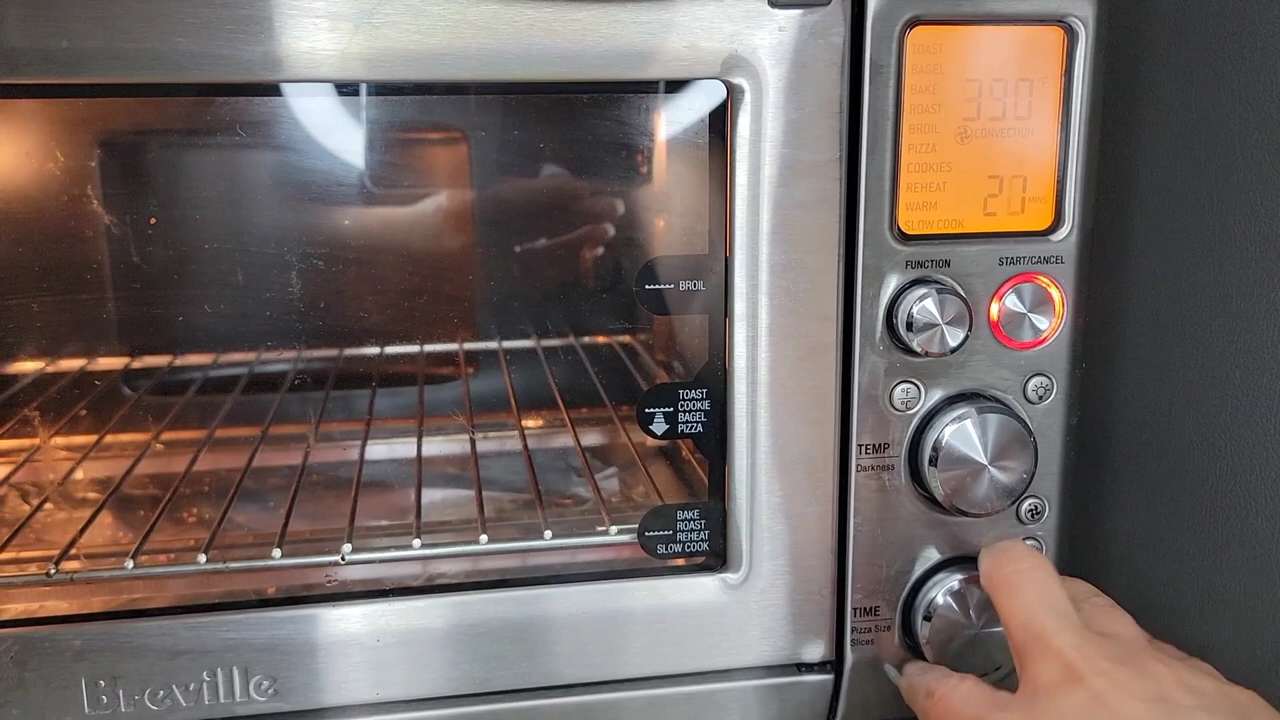 TOAST
BAGEL
BAKE
ROAST
BROIL
PIZZA
COOKIES
REHEAT
WARM
SLOW COOK
390°F
CONVECTION
20 MINS
FUNCTION
START/CANCEL
°F
°C
TEMP
Darkness
TIME
Pizza Size
Slices
BROIL
TOAST
COOKIE
BAGEL
PIZZA
BAKE
ROAST
REHEAT
SLOW COOK
Breville